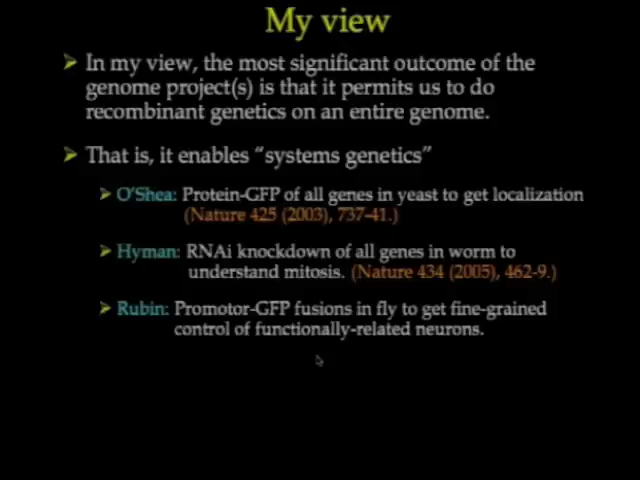 My view
➤ In my view, the most significant outcome of the
genome project(s) is that it permits us to do
recombinant genetics on an entire genome.
➤ That is, it enables “systems genetics”
➤ O’Shea: Protein-GFP of all genes in yeast to get localization
(Nature 425 (2003), 737-41.)
➤ Hyman: RNAi knockdown of all genes in worm to
understand mitosis. (Nature 434 (2005), 462-9.)
➤ Rubin: Promotor-GFP fusions in fly to get fine-grained
control of functionally-related neurons.